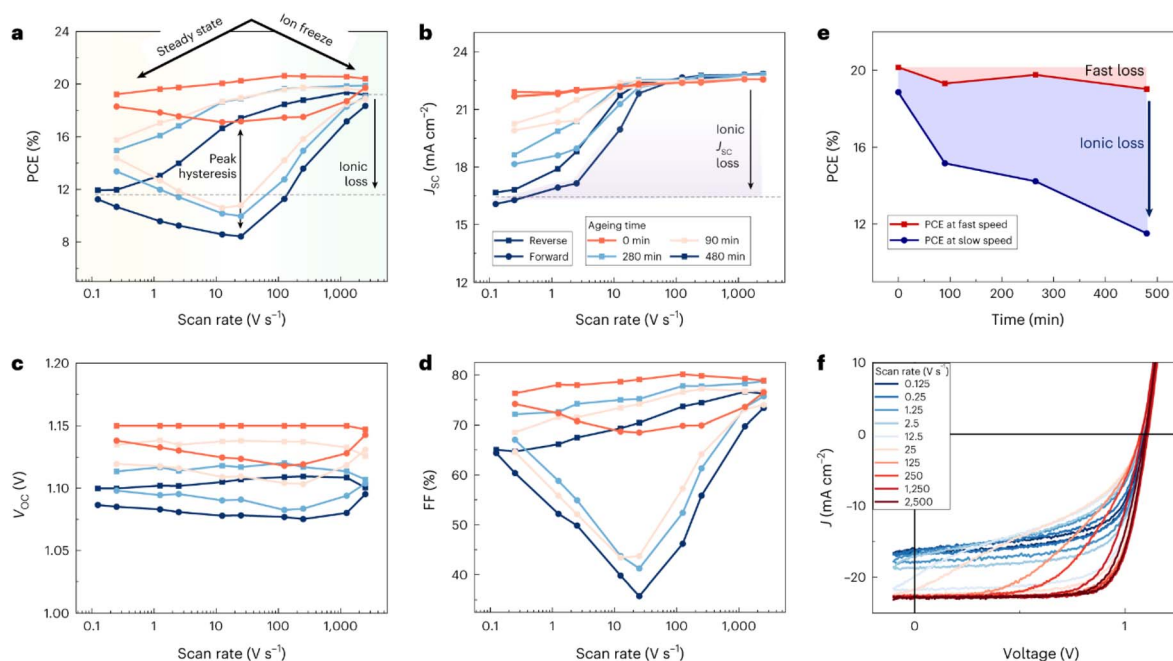 a
Steady state
Ion freeze
24
20
16
12
8
PCE (%)
Peak
hysteresis
Ionic
loss
0.1
1
10
100
1,000
Scan rate (V s⁻¹)
b
24
22
20
18
16
14
12
J_SC (mA cm⁻²)
Ionic
J_SC
loss
Reverse
Forward
Ageing time
0 min
90 min
280 min
480 min
0.1
1
10
100
1,000
Scan rate (V s⁻¹)
e
20
16
12
PCE (%)
Fast loss
Ionic loss
PCE at fast speed
PCE at slow speed
0
100
200
300
400
500
Time (min)
c
1.20
1.15
1.10
1.05
1.00
V_OC (V)
0.1
1
10
100
1,000
Scan rate (V s⁻¹)
d
80
70
60
50
40
FF (%)
0.1
1
10
100
1,000
Scan rate (V s⁻¹)
f
10
0
−10
−20
J (mA cm⁻²)
Scan rate (V s⁻¹)
0.125
0.25
1.25
2.5
12.5
25
125
250
1,250
2,500
0
1
Voltage (V)